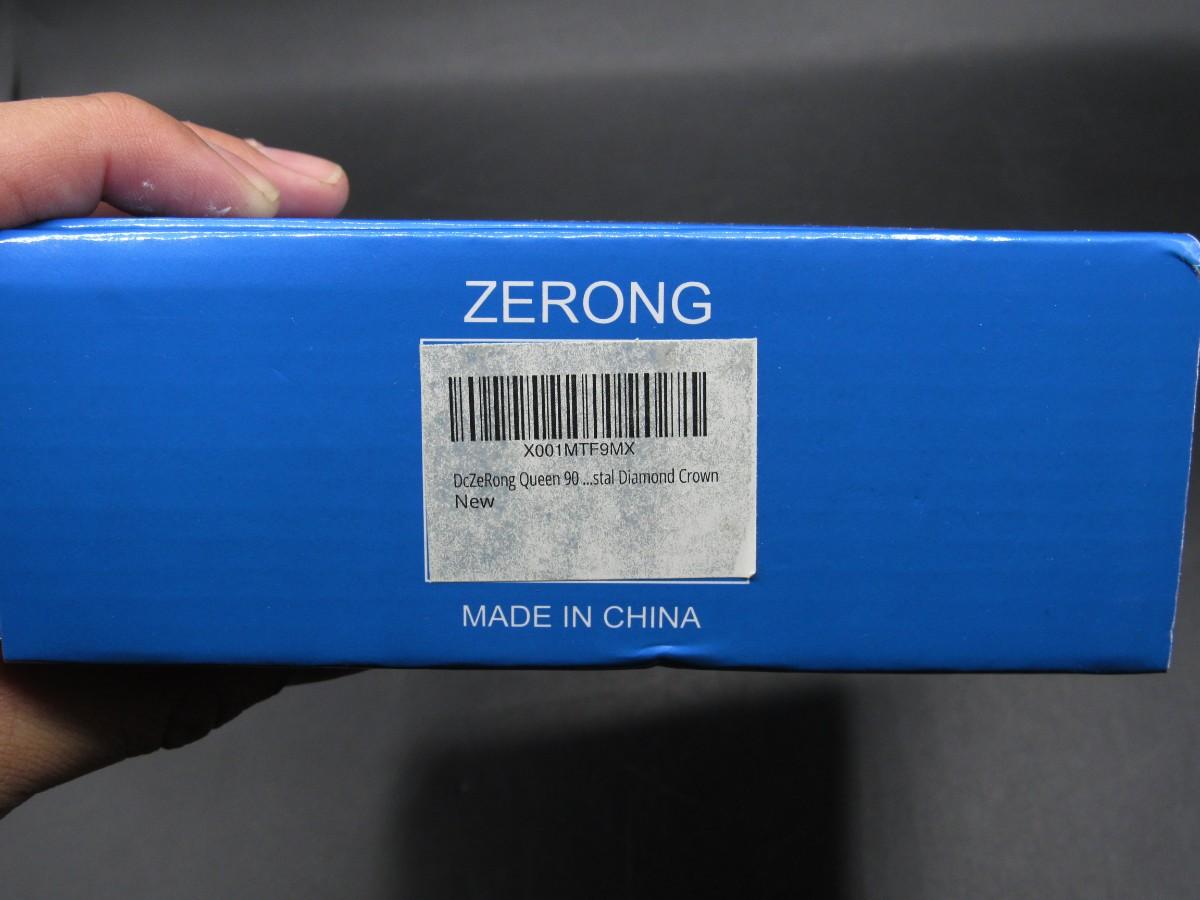 ZERONG
X001MTF9MX
DcZeRong Queen 90 ...stal Diamond Crown
New
MADE IN CHINA